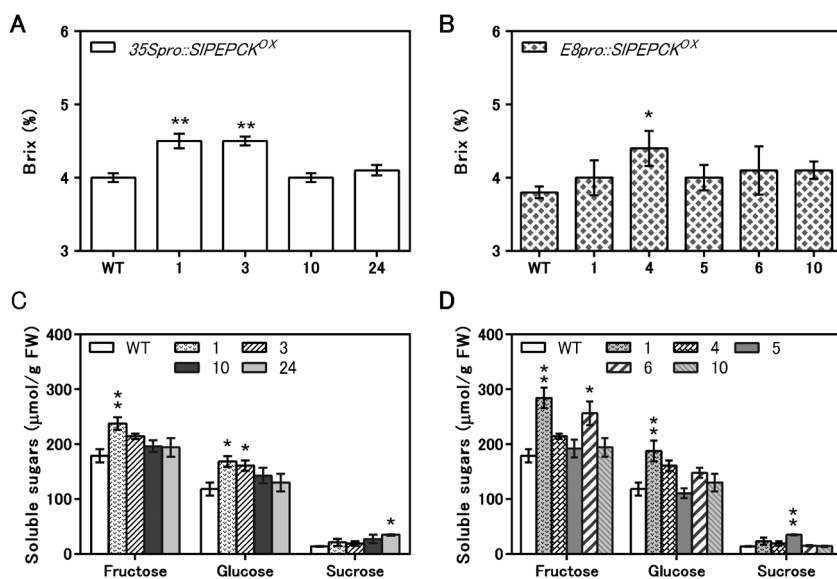 A
35Spro::SlPEPCK^OX
Brix (%)
6
5
4
3
**
**
WT 1 3 10 24
B
E8pro::SlPEPCK^OX
Brix (%)
6
5
4
3
*
WT 1 4 5 6 10
C
Soluble sugars (μmol/g FW)
400
300
200
100
0
WT 1 3
10 24
**
* *
*
Fructose Glucose Sucrose
D
Soluble sugars (μmol/g FW)
400
300
200
100
0
WT 1 4 5
6 10
** *
**
**
Fructose Glucose Sucrose